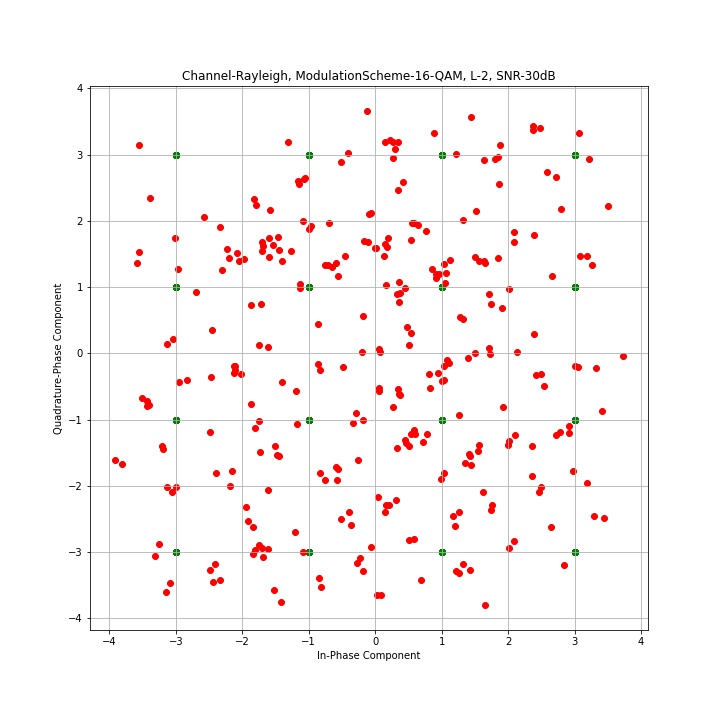 Channel-Rayleigh, ModulationScheme-16-QAM, L-2, SNR-30dB
4
3
2
1
0
−1
−2
−3
−4
Quadrature-Phase Component
−4 −3 −2 −1 0 1 2 3 4
In-Phase Component